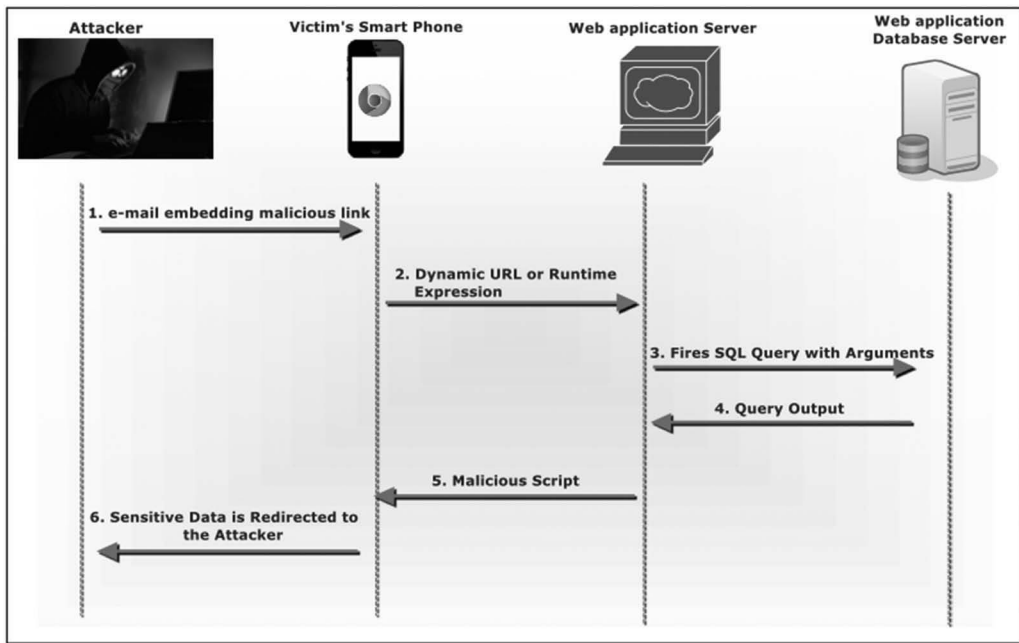 Attacker
Victim's Smart Phone
Web application Server
Web application
Database Server
1. e-mail embedding malicious link
2. Dynamic URL or Runtime
Expression
3. Fires SQL Query with Arguments
4. Query Output
5. Malicious Script
6. Sensitive Data is Redirected to
the Attacker